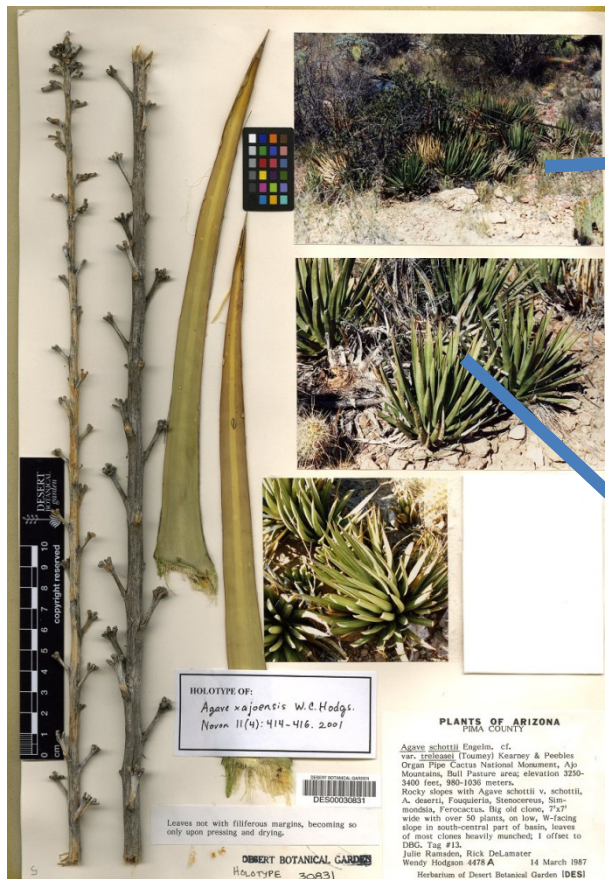 DESERT
BOTANICAL
garden
10
9
8
7
6
5
4
3
2
1
0
cm
copyright reserved
HOLOTYPE OF:
Agave xajoensis W.C. Hodgs.
Novon 11(4): 414-416. 2001
DESERT BOTANICAL GARDEN
DES00030831
Leaves not with filiferous margins, becoming so
only upon pressing and drying.
DESERT BOTANICAL GARDEN
HOLOTYPE 30831
PLANTS OF ARIZONA
PIMA COUNTY
Agave schottii Engelm. cf.
var. treleasei (Toumey) Kearney & Peebles
Organ Pipe Cactus National Monument, Ajo
Mountains, Bull Pasture area; elevation 3250-
3400 feet, 980-1036 meters.
Rocky slopes with Agave schottii v. schottii,
A. deserti, Fouquieria, Stenocereus, Sim-
mondsia, Ferocactus. Big old clone, 7'x7'
wide with over 50 plants, on low, W-facing
slope in south-central part of basin, leaves
of most clones heavily munched; 1 offset to
DBG. Tag #13.
Julie Ramsden, Rick DeLamater
Wendy Hodgson 4478 A 14 March 1987
Herbarium of Desert Botanical Garden (DES)